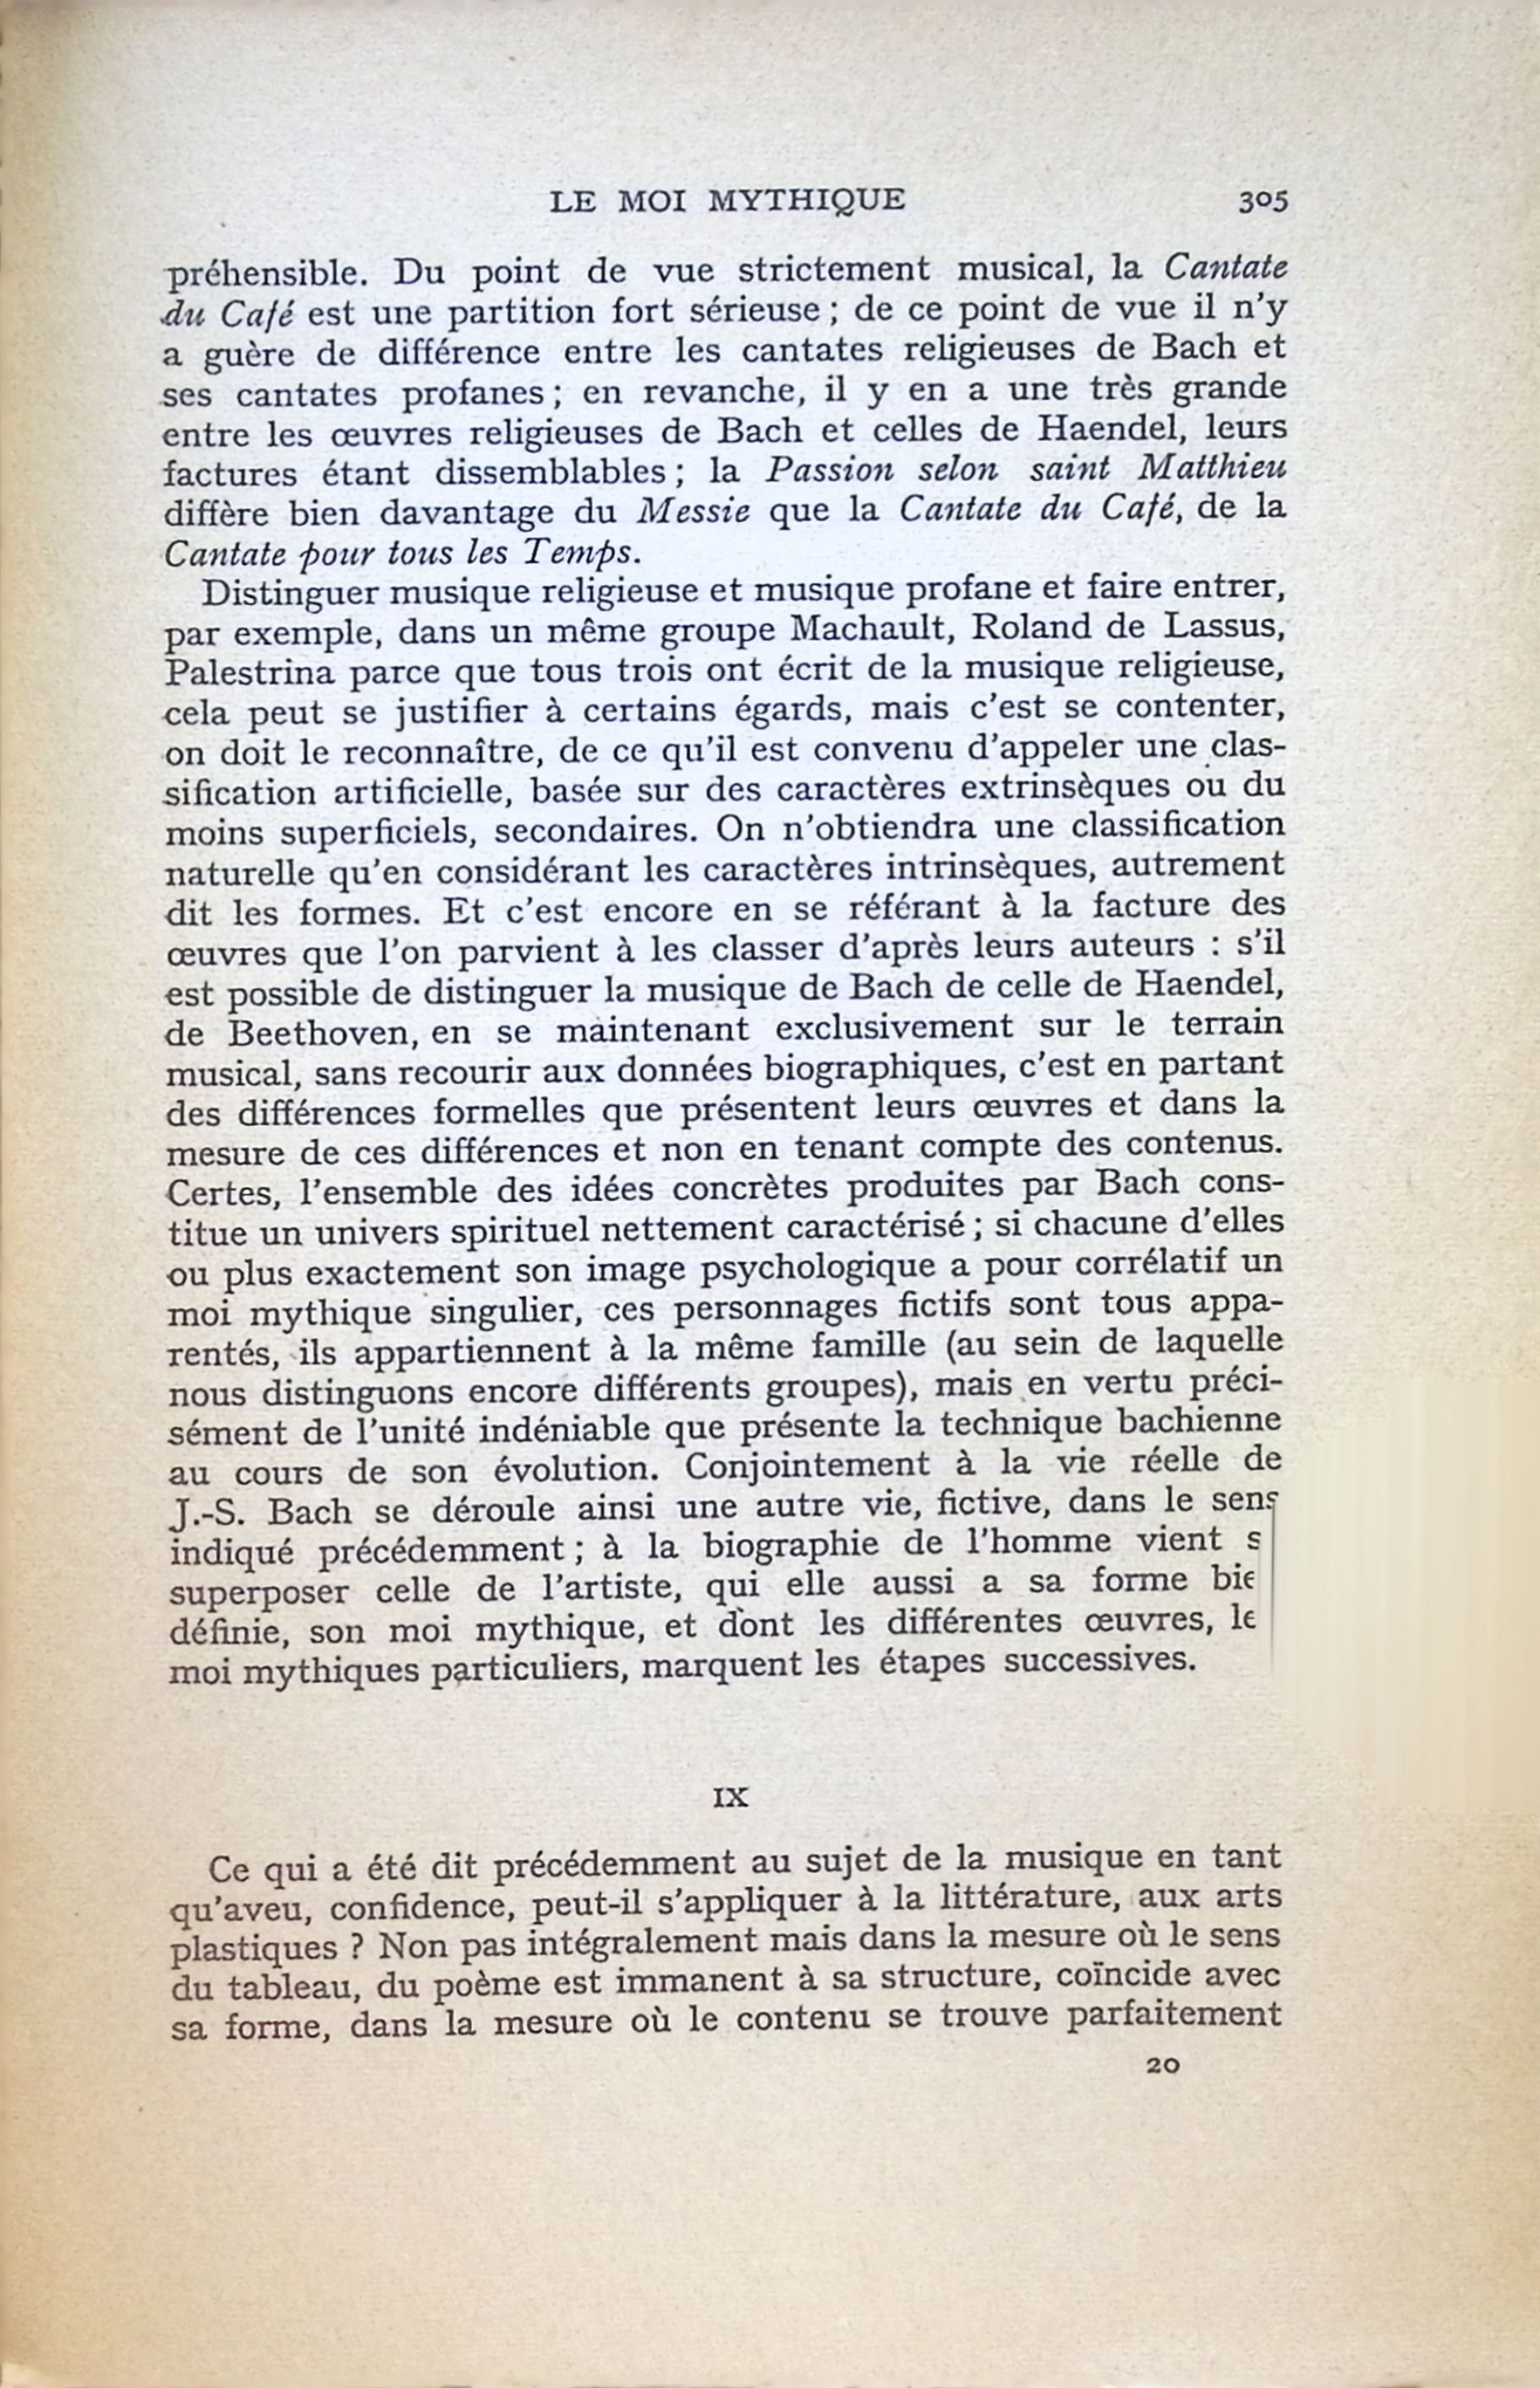 LE MOI MYTHIQUE 305
préhensible. Du point de vue strictement musical, la Cantate
du Café est une partition fort sérieuse ; de ce point de vue il n'y
a guère de différence entre les cantates religieuses de Bach et
ses cantates profanes ; en revanche, il y en a une très grande
entre les œuvres religieuses de Bach et celles de Haendel, leurs
factures étant dissemblables ; la Passion selon saint Matthieu
diffère bien davantage du Messie que la Cantate du Café, de la
Cantate pour tous les Temps.
Distinguer musique religieuse et musique profane et faire entrer,
par exemple, dans un même groupe Machault, Roland de Lassus,
Palestrina parce que tous trois ont écrit de la musique religieuse,
cela peut se justifier à certains égards, mais c'est se contenter,
on doit le reconnaître, de ce qu'il est convenu d'appeler une clas-
sification artificielle, basée sur des caractères extrinsèques ou du
moins superficiels, secondaires. On n'obtiendra une classification
naturelle qu'en considérant les caractères intrinsèques, autrement
dit les formes. Et c'est encore en se référant à la facture des
œuvres que l'on parvient à les classer d'après leurs auteurs : s'il
est possible de distinguer la musique de Bach de celle de Haendel,
de Beethoven, en se maintenant exclusivement sur le terrain
musical, sans recourir aux données biographiques, c'est en partant
des différences formelles que présentent leurs œuvres et dans la
mesure de ces différences et non en tenant compte des contenus.
Certes, l'ensemble des idées concrètes produites par Bach cons-
titue un univers spirituel nettement caractérisé ; si chacune d'elles
ou plus exactement son image psychologique a pour corrélatif un
moi mythique singulier, ces personnages fictifs sont tous appa-
rentés, ils appartiennent à la même famille (au sein de laquelle
nous distinguons encore différents groupes), mais en vertu préci-
sément de l'unité indéniable que présente la technique bachienne
au cours de son évolution. Conjointement à la vie réelle de
J.-S. Bach se déroule ainsi une autre vie, fictive, dans le sens
indiqué précédemment ; à la biographie de l'homme vient s
superposer celle de l'artiste, qui elle aussi a sa forme bie
définie, son moi mythique, et dont les différentes œuvres, le
moi mythiques particuliers, marquent les étapes successives.
IX
Ce qui a été dit précédemment au sujet de la musique en tant
qu'aveu, confidence, peut-il s'appliquer à la littérature, aux arts
plastiques ? Non pas intégralement mais dans la mesure où le sens
du tableau, du poème est immanent à sa structure, coïncide avec
sa forme, dans la mesure où le contenu se trouve parfaitement
20